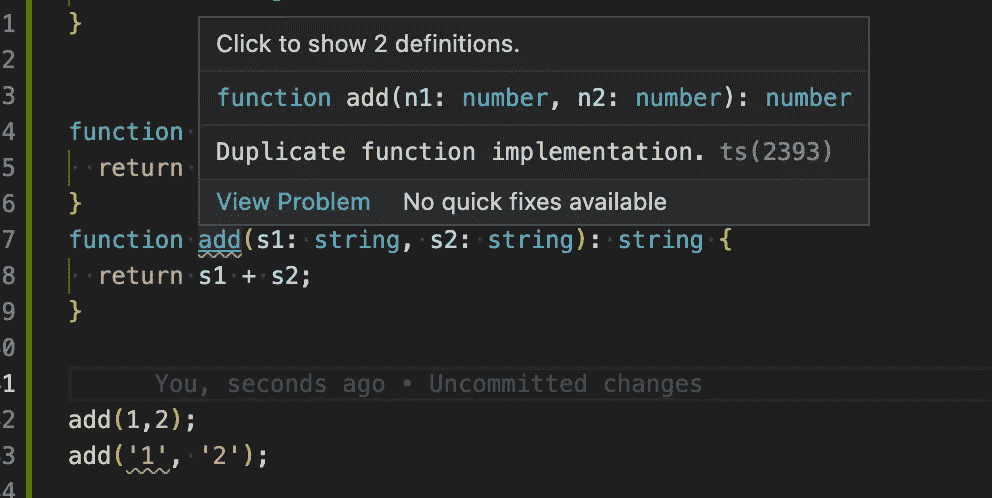 1 }
2
3
4 function
5 return
6 }
7 function add(s1: string, s2: string): string {
8 return s1 + s2;
9 }
0
1 You, seconds ago • Uncommitted changes
2 add(1,2);
3 add('1', '2');
4
Click to show 2 definitions.
function add(n1: number, n2: number): number
Duplicate function implementation. ts(2393)
View Problem No quick fixes available